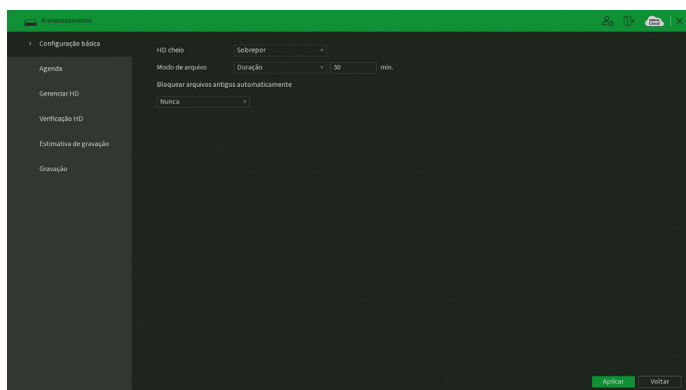 Armazenamento
Configuração básica
Agenda
Gerenciar HD
Verificação HD
Estimativa de gravação
Gravação
HD cheio Sobrepor
Modo de arquivo Duração 30 min.
Bloquear arquivos antigos automaticamente
Nunca
Aplicar Voltar